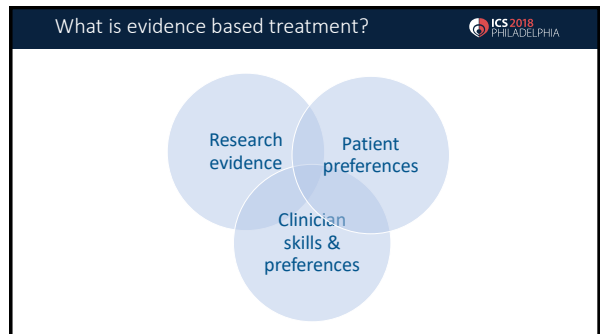 What is evidence based treatment?
ICS 2018
PHILADELPHIA
Research
evidence
Patient
preferences
Clinician
skills &
preferences